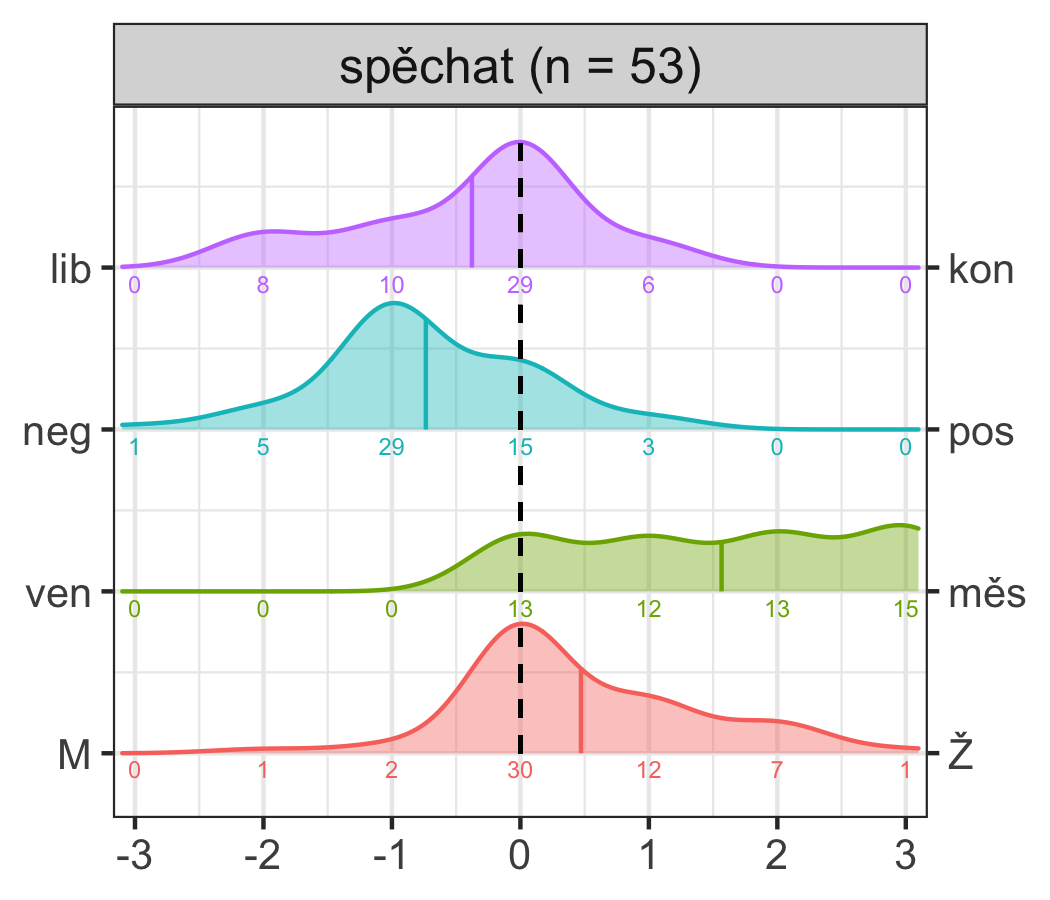 spěchat (n = 53)
lib kon
0 8 10 29 6 0 0
neg pos
1 5 29 15 3 0 0
ven měs
0 0 0 13 12 13 15
M Ž
0 1 2 30 12 7 1
-3 -2 -1 0 1 2 3